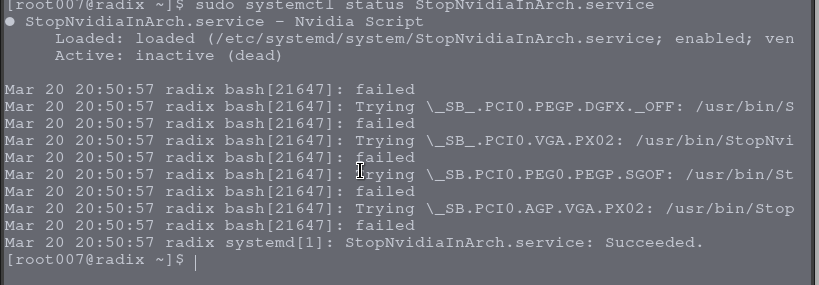 [root007@radix ~]$ sudo systemctl status StopNvidiaInArch.service
● StopNvidiaInArch.service - Nvidia Script
Loaded: loaded (/etc/systemd/system/StopNvidiaInArch.service; enabled; ven
Active: inactive (dead)
Mar 20 20:50:57 radix bash[21647]: failed
Mar 20 20:50:57 radix bash[21647]: Trying \_SB_.PCI0.PEGP.DGFX._OFF: /usr/bin/S
Mar 20 20:50:57 radix bash[21647]: failed
Mar 20 20:50:57 radix bash[21647]: Trying \_SB_.PCI0.VGA.PX02: /usr/bin/StopNvi
Mar 20 20:50:57 radix bash[21647]: failed
Mar 20 20:50:57 radix bash[21647]: Trying \_SB.PCI0.PEG0.PEGP.SGOF: /usr/bin/St
Mar 20 20:50:57 radix bash[21647]: failed
Mar 20 20:50:57 radix bash[21647]: Trying \_SB.PCI0.AGP.VGA.PX02: /usr/bin/Stop
Mar 20 20:50:57 radix bash[21647]: failed
Mar 20 20:50:57 radix systemd[1]: StopNvidiaInArch.service: Succeeded.
[root007@radix ~]$